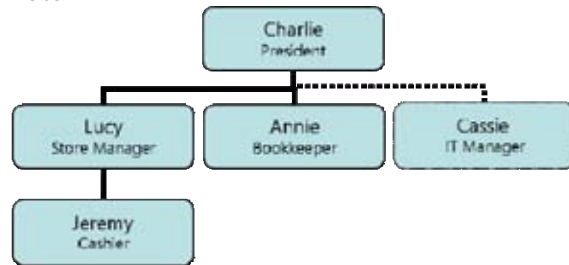 Charlie
President
Lucy
Store Manager
Annie
Bookkeeper
Cassie
IT Manager
Jeremy
Cashier